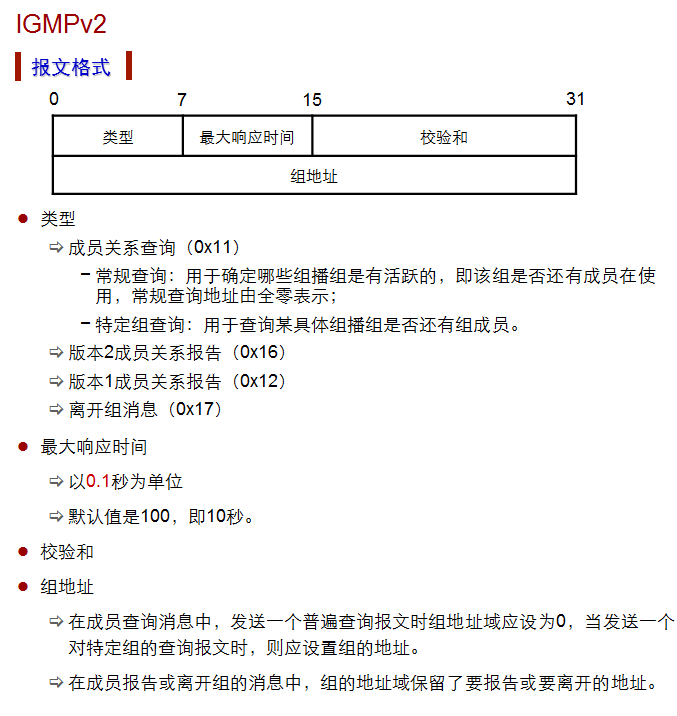 IGMPv2
报文格式
0 7 15 31
类型 最大响应时间 校验和
组地址
类型
成员关系查询（0x11）
常规查询：用于确定哪些组播组是有活跃的，即该组是否还有成员在使
用，常规查询地址由全零表示；
特定组查询：用于查询某具体组播组是否还有组成员。
版本2成员关系报告（0x16）
版本1成员关系报告（0x12）
离开组消息（0x17）
最大响应时间
以0.1秒为单位
默认值是100，即10秒。
校验和
组地址
在成员查询消息中，发送一个普遍查询报文时组地址域应设为0，当发送一个
对特定组的查询报文时，则应设置组的地址。
在成员报告或离开组的消息中，组的地址域保留了要报告或要离开的地址。